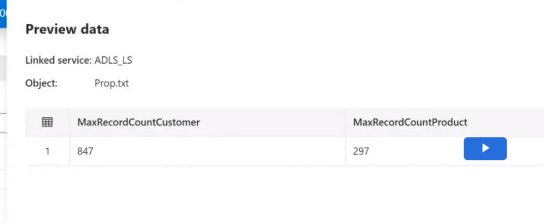 Preview data
Linked service: ADLS_LS
Object: Prop.txt
MaxRecordCountCustomer MaxRecordCountProduct
1 847 297